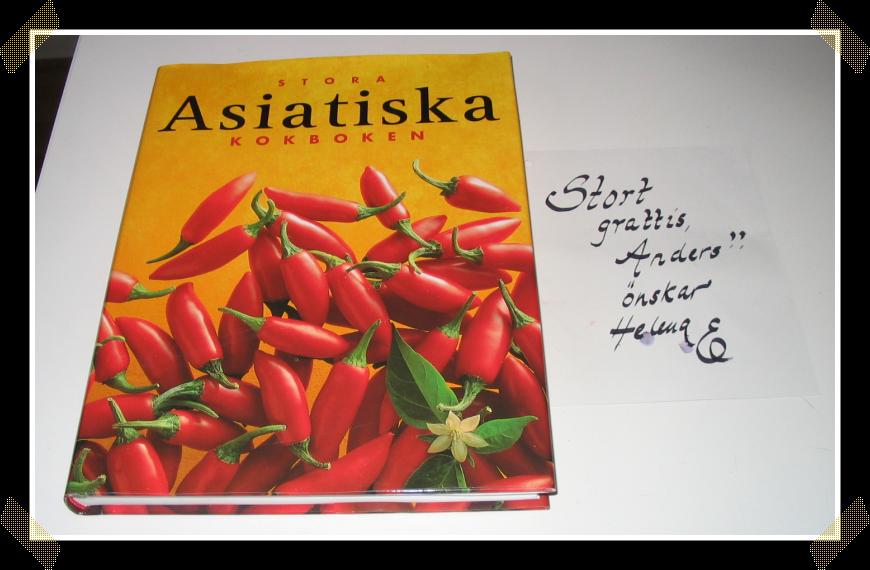 STORA
Asiatiska
KOKBOKEN
Stort
grattis,
Anders!!
önskar
Helena E